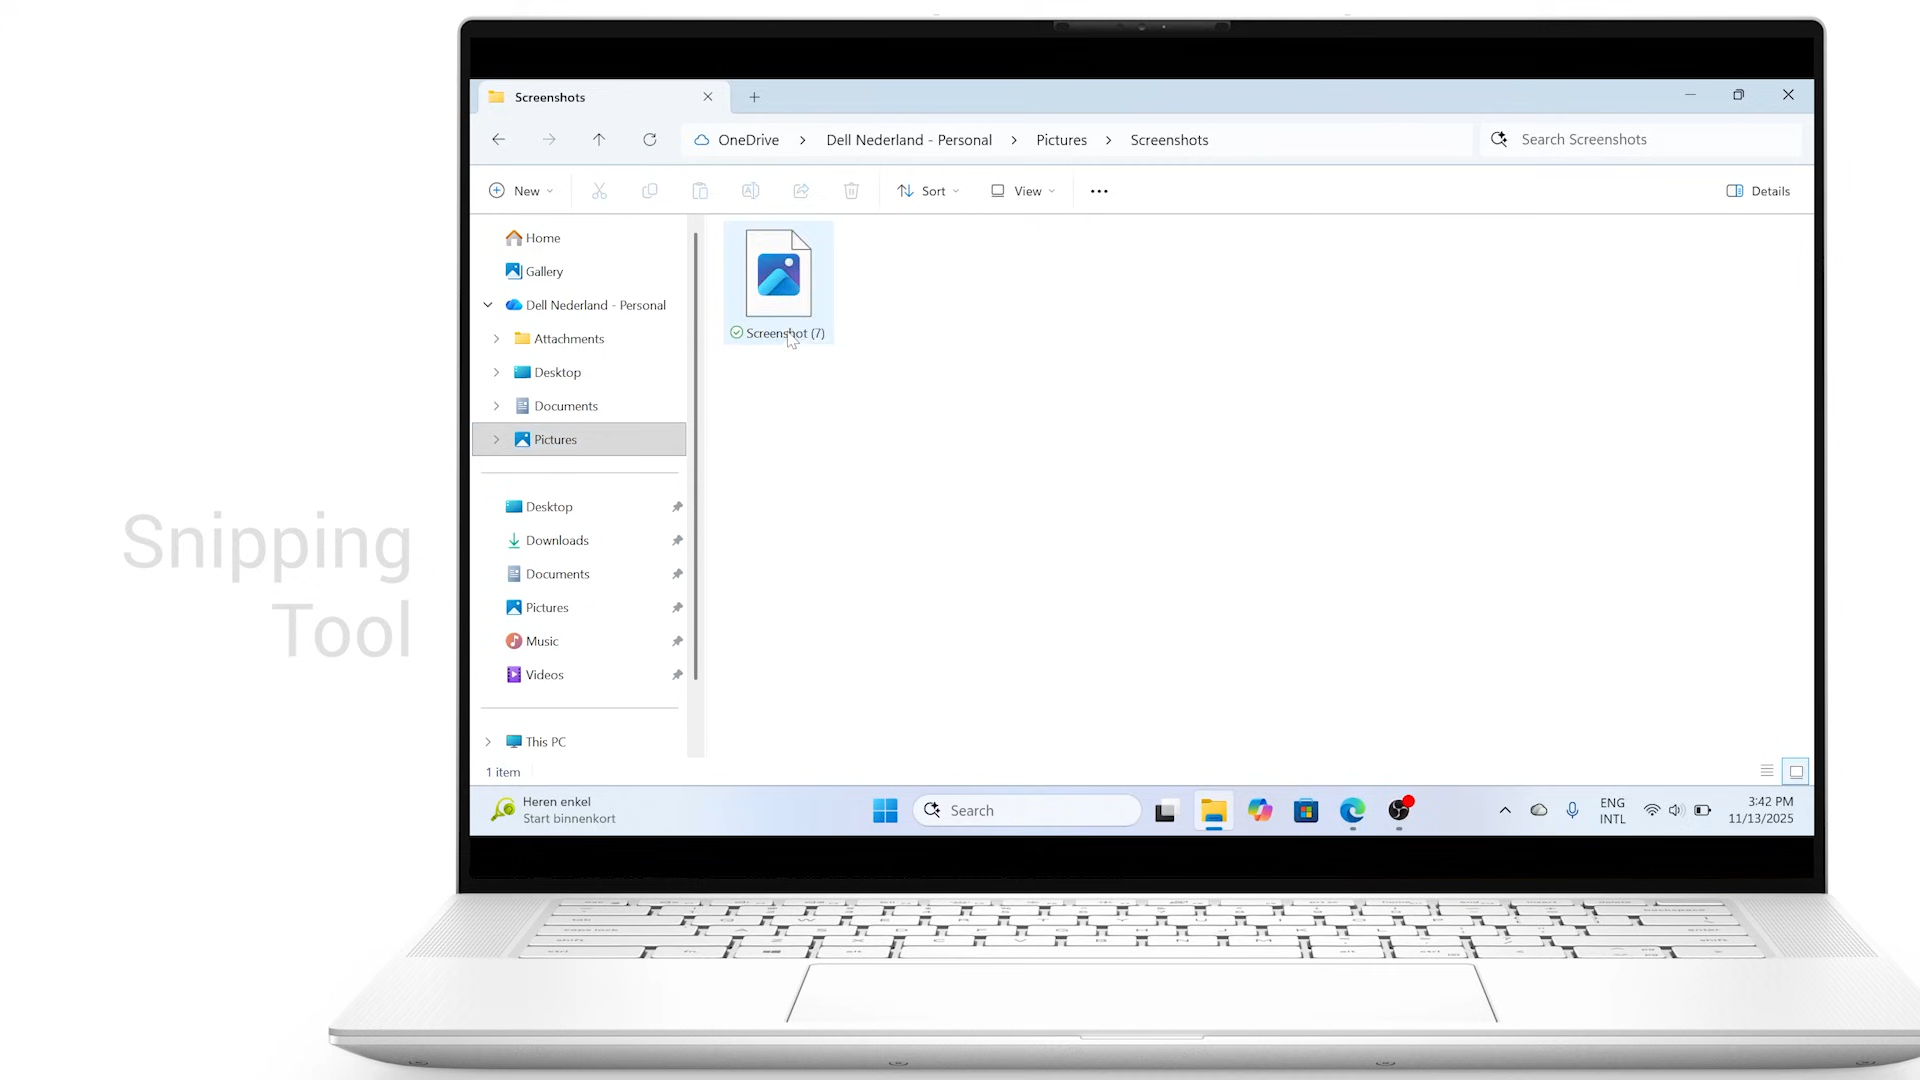 Screenshots
OneDrive
Dell Nederland - Personal
Pictures
Screenshots
Search Screenshots
New
Sort
View
Details
Home
Gallery
Dell Nederland - Personal
Attachments
Desktop
Documents
Pictures
Desktop
Downloads
Documents
Pictures
Music
Videos
This PC
Screenshot (7)
1 item
Snipping
Tool
Heren enkel
Start binnenkort
Search
ENG
INTL
3:42 PM
11/13/2025